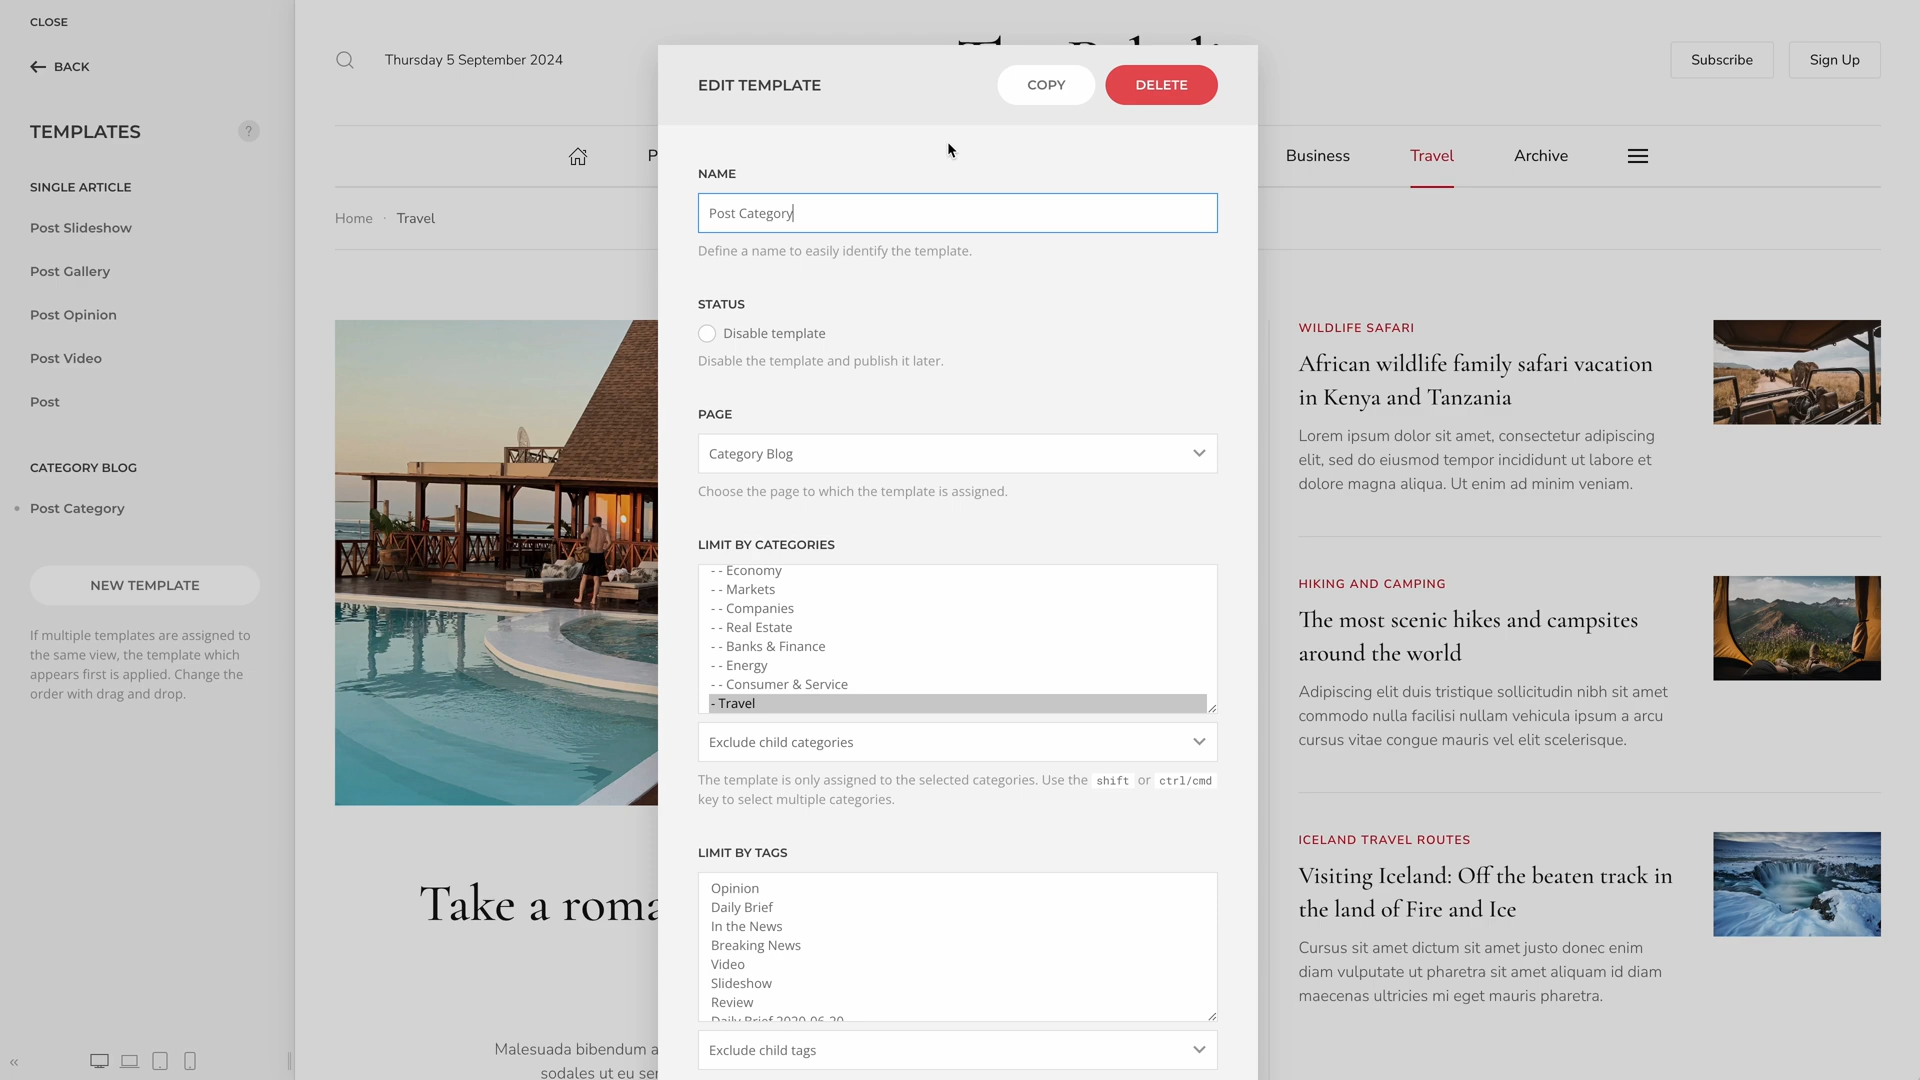 CLOSE
BACK
TEMPLATES
?
SINGLE ARTICLE
Post Slideshow
Post Gallery
Post Opinion
Post Video
Post
CATEGORY BLOG
Post Category
NEW TEMPLATE
If multiple templates are assigned to
the same view, the template which
appears first is applied. Change the
order with drag and drop.
Thursday 5 September 2024
Subscribe
Sign Up
Business
Travel
Archive
Home · Travel
EDIT TEMPLATE
COPY
DELETE
NAME
Post Category
Define a name to easily identify the template.
STATUS
Disable template
Disable the template and publish it later.
PAGE
Category Blog
Choose the page to which the template is assigned.
LIMIT BY CATEGORIES
- - Economy
- - Markets
- - Companies
- - Real Estate
- - Banks & Finance
- - Energy
- - Consumer & Service
- Travel
Exclude child categories
The template is only assigned to the selected categories. Use the shift or ctrl/cmd
key to select multiple categories.
LIMIT BY TAGS
Opinion
Daily Brief
In the News
Breaking News
Video
Slideshow
Review
Daily Brief 2020-06-20
Exclude child tags
Take a roma
Malesuada bibendum a
sodales ut eu se
WILDLIFE SAFARI
African wildlife family safari vacation
in Kenya and Tanzania
Lorem ipsum dolor sit amet, consectetur adipiscing
elit, sed do eiusmod tempor incididunt ut labore et
dolore magna aliqua. Ut enim ad minim veniam.
HIKING AND CAMPING
The most scenic hikes and campsites
around the world
Adipiscing elit duis tristique sollicitudin nibh sit amet
commodo nulla facilisi nullam vehicula ipsum a arcu
cursus vitae congue mauris vel elit scelerisque.
ICELAND TRAVEL ROUTES
Visiting Iceland: Off the beaten track in
the land of Fire and Ice
Cursus sit amet dictum sit amet justo donec enim
diam vulputate ut pharetra sit amet aliquam id diam
maecenas ultricies mi eget mauris pharetra.